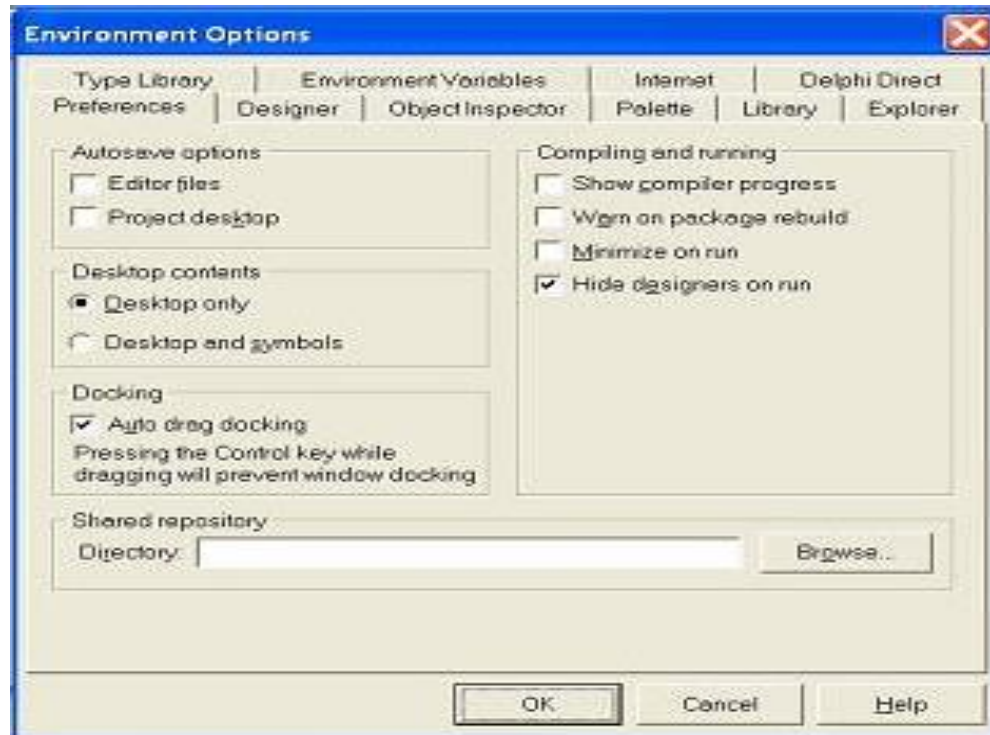 Environment Options
Type Library Environment Variables Internet Delphi Direct
Preferences Designer Object Inspector Palette Library Explorer
Autosave options
Editor files
Project desktop
Desktop contents
Desktop only
Desktop and symbols
Docking
Auto drag docking
Pressing the Control key while
dragging will prevent window docking
Compiling and running
Show compiler progress
Warn on package rebuild
Minimize on run
Hide designers on run
Shared repository
Directory:
Browse...
OK Cancel Help